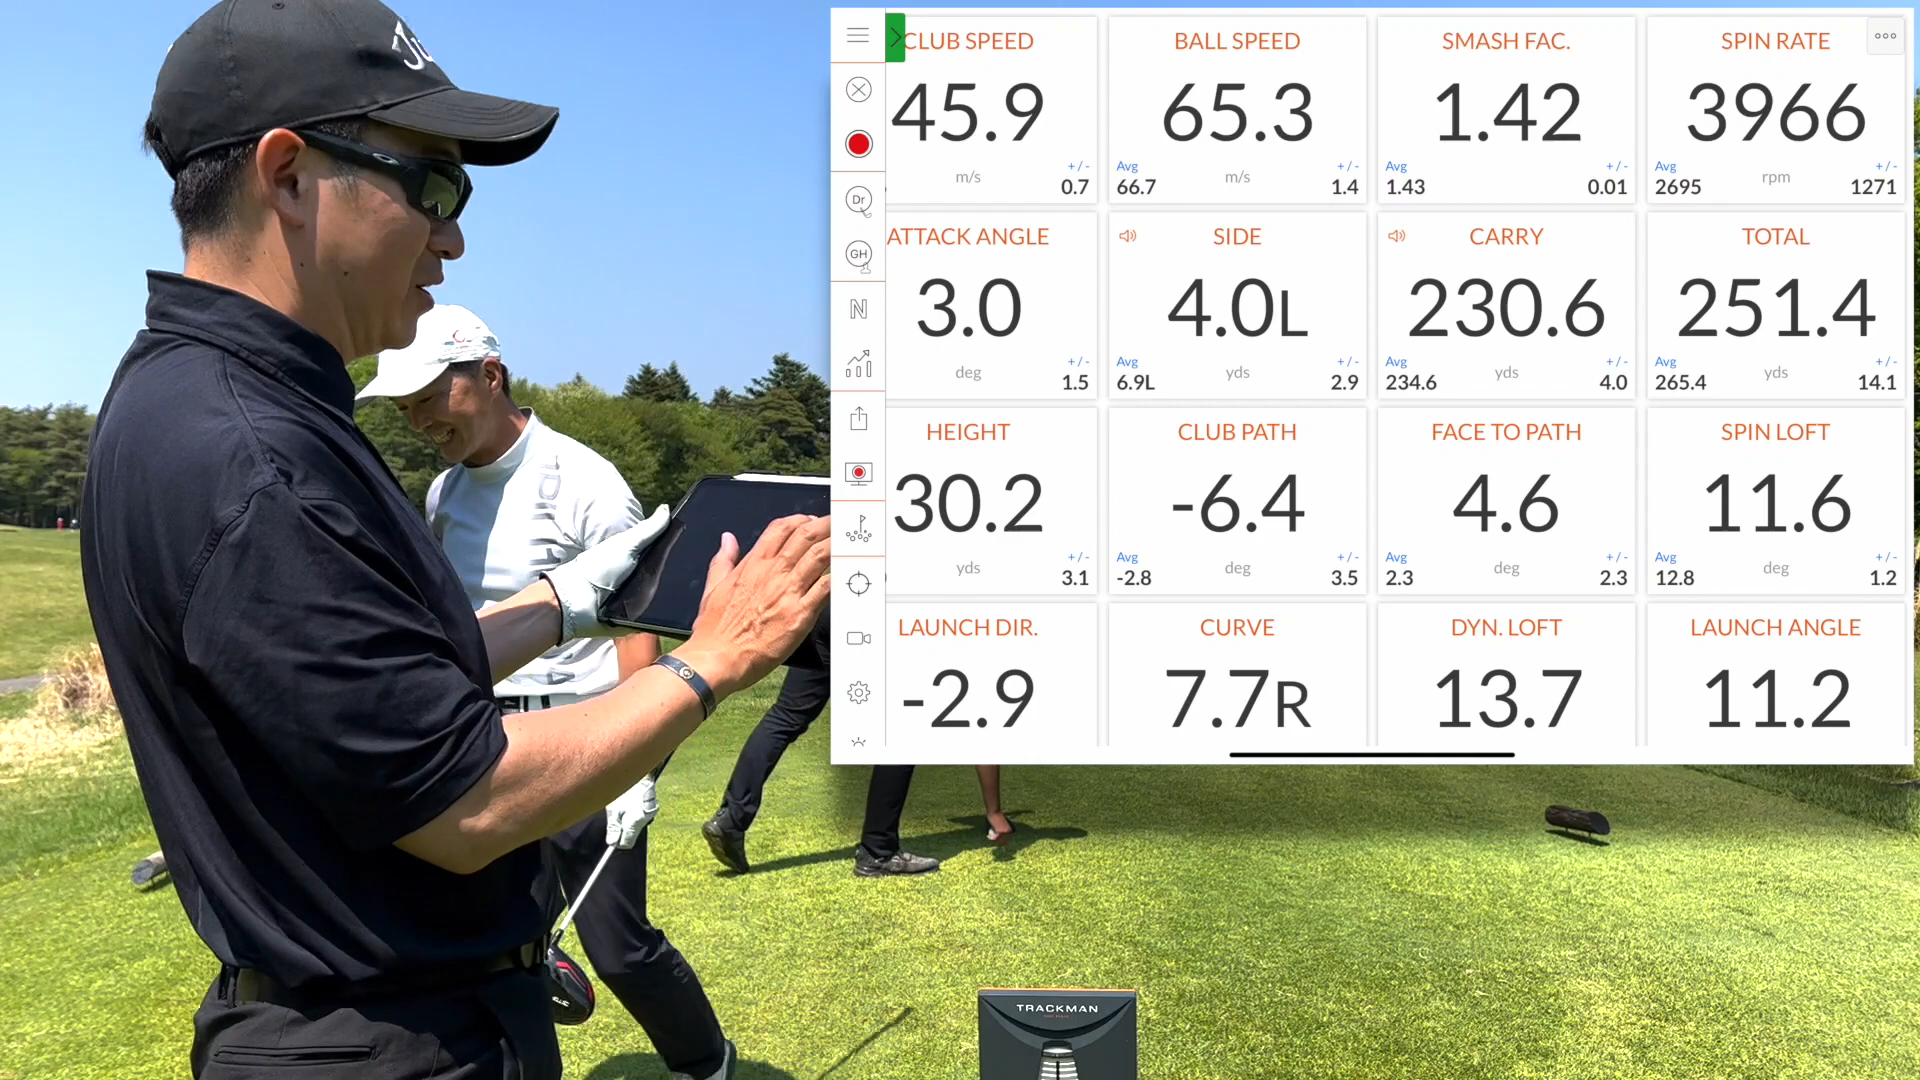 CLUB SPEED
45.9
m/s
+/-
0.7
BALL SPEED
65.3
Avg
66.7
m/s
+/-
1.4
SMASH FAC.
1.42
Avg
1.43
+/-
0.01
SPIN RATE
3966
Avg
2695
rpm
+/-
1271
ATTACK ANGLE
3.0
deg
+/-
1.5
SIDE
4.0L
Avg
6.9L
yds
+/-
2.9
CARRY
230.6
Avg
234.6
yds
+/-
4.0
TOTAL
251.4
Avg
265.4
yds
+/-
14.1
HEIGHT
30.2
yds
+/-
3.1
CLUB PATH
-6.4
Avg
-2.8
deg
+/-
3.5
FACE TO PATH
4.6
Avg
2.3
deg
+/-
2.3
SPIN LOFT
11.6
Avg
12.8
deg
+/-
1.2
LAUNCH DIR.
-2.9
CURVE
7.7R
DYN. LOFT
13.7
LAUNCH ANGLE
11.2
Dr
GH
N
TRACKMAN